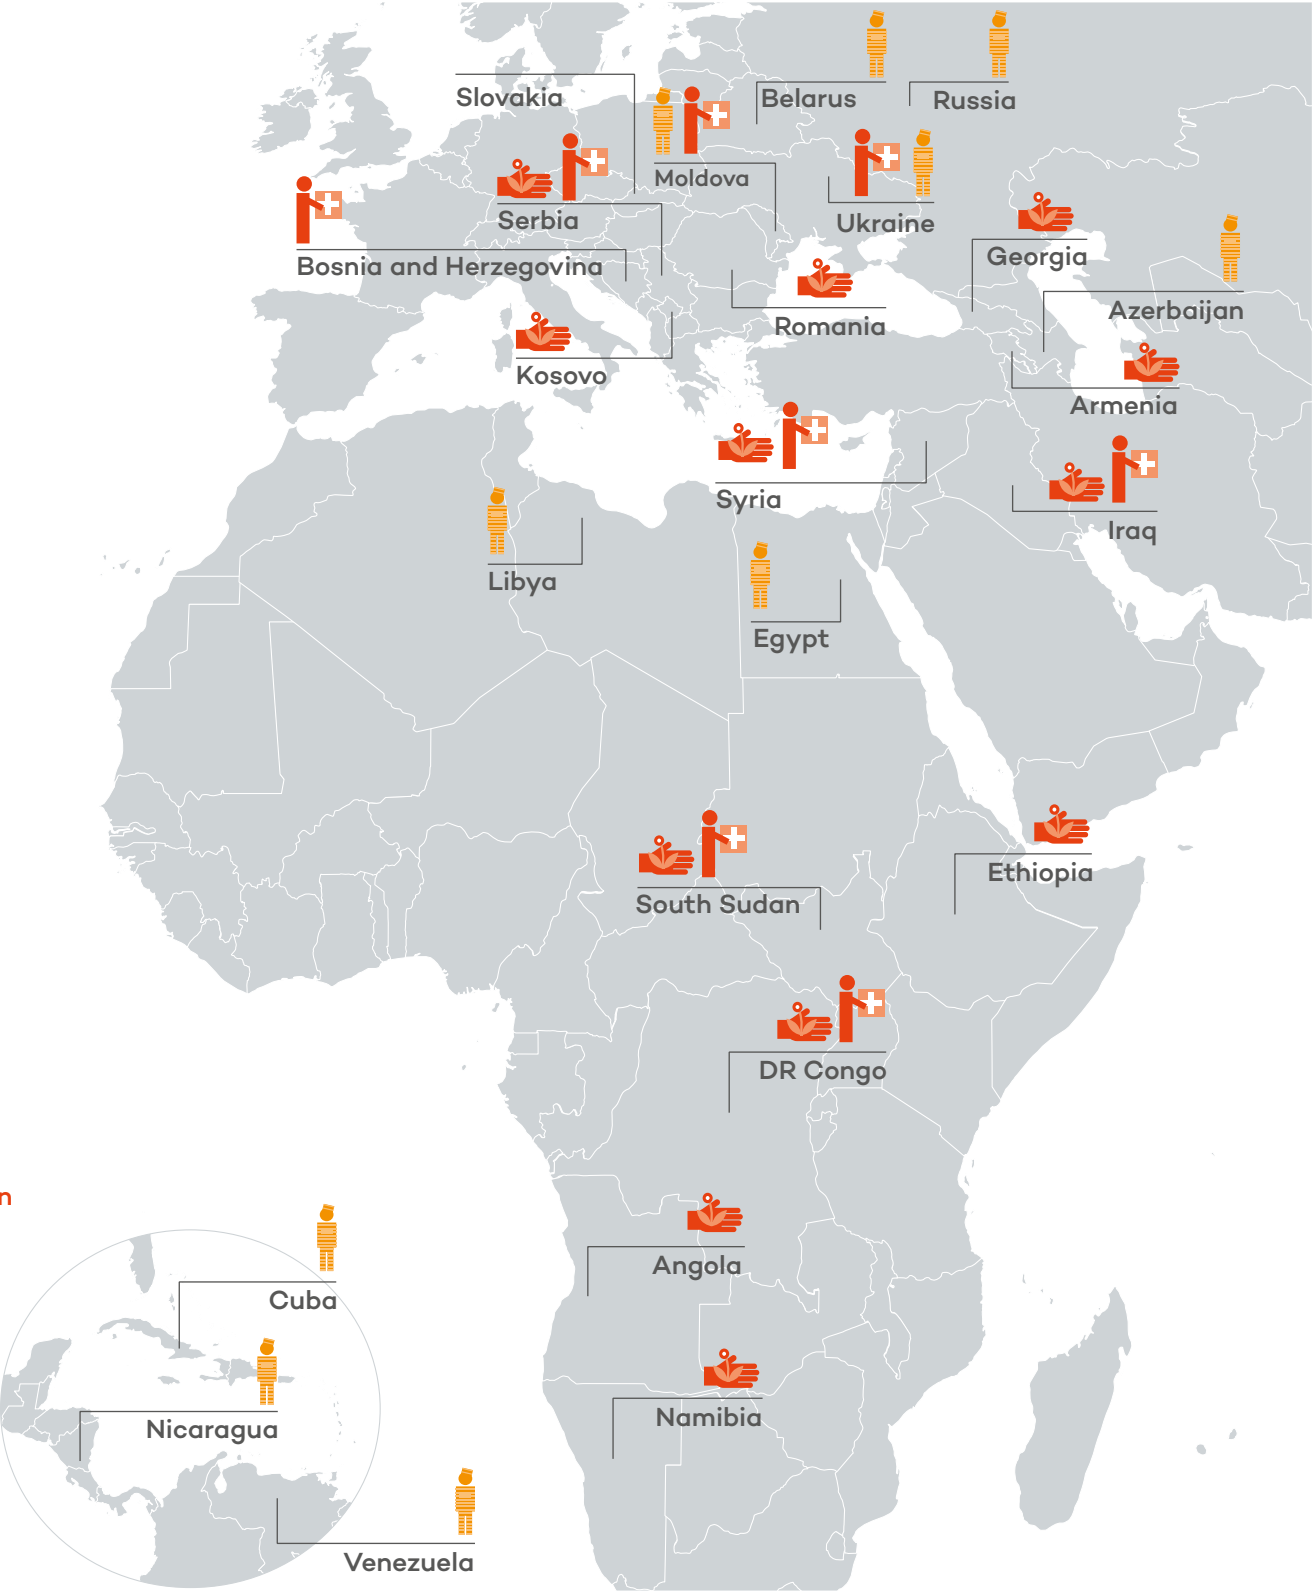 Slovakia
Belarus
Russia
Moldova
Serbia
Ukraine
Bosnia and Herzegovina
Georgia
Azerbaijan
Romania
Kosovo
Armenia
Syria
Iraq
Libya
Egypt
Ethiopia
South Sudan
DR Congo
n
Angola
Cuba
Namibia
Nicaragua
Venezuela